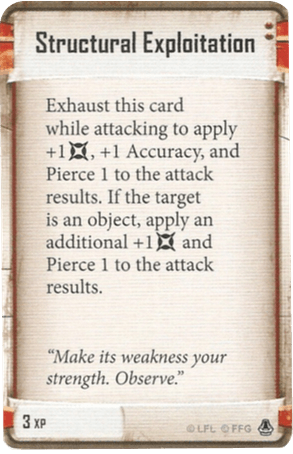 Structural Exploitation
Exhaust this card
while attacking to apply
+1, +1 Accuracy, and
Pierce 1 to the attack
results. If the target
is an object, apply an
additional +1 and
Pierce 1 to the attack
results.
“Make its weakness your
strength. Observe.”
3 XP
© LFL © FFG